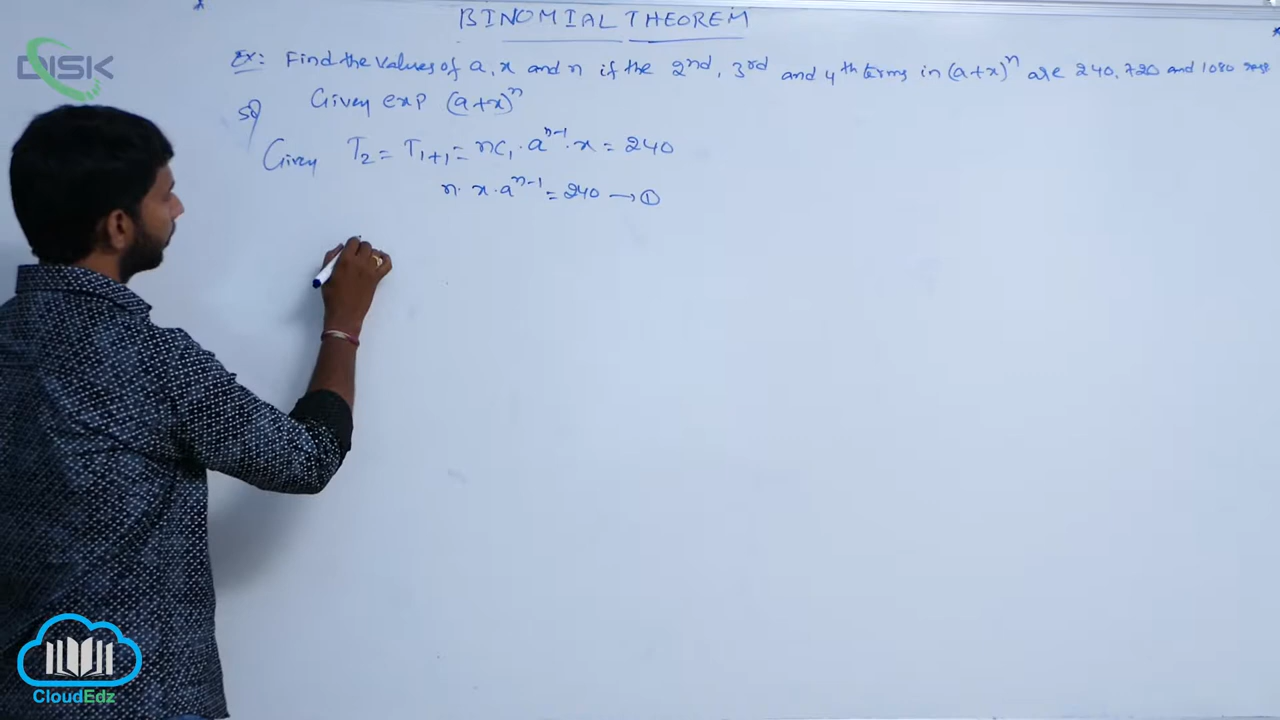 BINOMIAL THEOREM
DISK
Ex: Find the values of a, x and n if the 2nd, 3rd and 4th terms in (a+x)^n are 240, 720 and 1080 resp
Sol Given exp (a+x)^n
Given T₂ = T₁₊₁ = nC₁ · a^(n-1) · x = 240
n · x · a^(n-1) = 240 → ①
CloudEdz